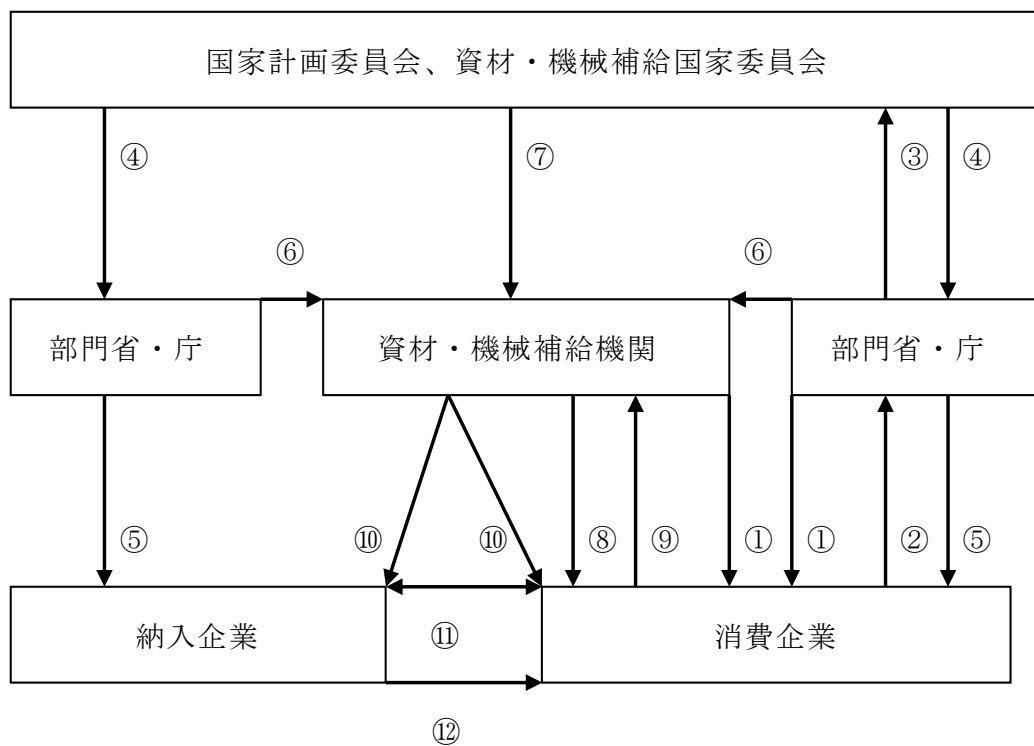 国家計画委員会、資材・機械補給国家委員会
④ ⑦ ③ ④
⑥ ⑥
部門省・庁 資材・機械補給機関 部門省・庁
⑤ ⑩ ⑩ ⑧ ⑨ ① ① ② ⑤
納入企業 ⑪ 消費企業
⑫